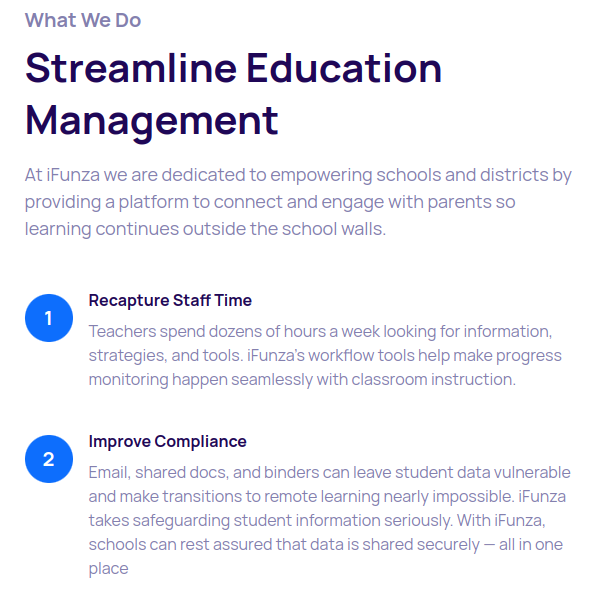 What We Do
Streamline Education
Management
At iFunza we are dedicated to empowering schools and districts by
providing a platform to connect and engage with parents so
learning continues outside the school walls.
1
Recapture Staff Time
Teachers spend dozens of hours a week looking for information,
strategies, and tools. iFunza's workflow tools help make progress
monitoring happen seamlessly with classroom instruction.
2
Improve Compliance
Email, shared docs, and binders can leave student data vulnerable
and make transitions to remote learning nearly impossible. iFunza
takes safeguarding student information seriously. With iFunza,
schools can rest assured that data is shared securely — all in one
place